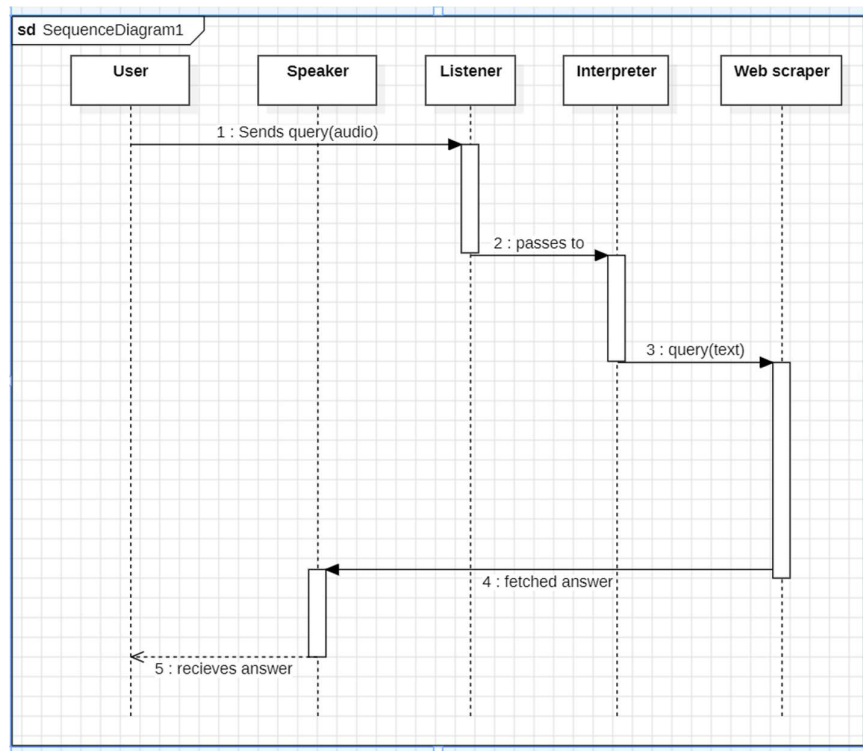 sd SequenceDiagram1
User
Speaker
Listener
Interpreter
Web scraper
1 : Sends query(audio)
2 : passes to
3 : query(text)
4 : fetched answer
5 : recieves answer